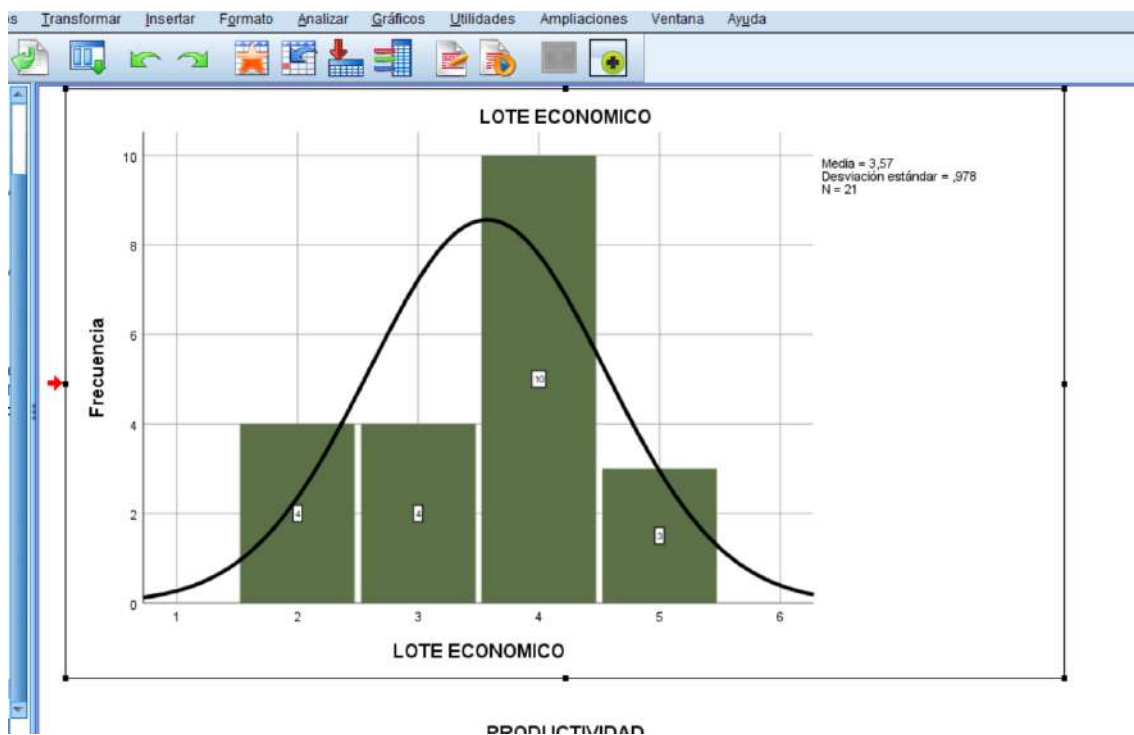 s Transformar Insertar Formato Analizar Gráficos Utilidades Ampliaciones Ventana Ayuda
LOTE ECONOMICO
Media = 3,57
Desviación estándar = ,978
N = 21
10
8
6
4
2
0
Frecuencia
4
4
10
3
1 2 3 4 5 6
LOTE ECONOMICO
PRODUCTIVIDAD